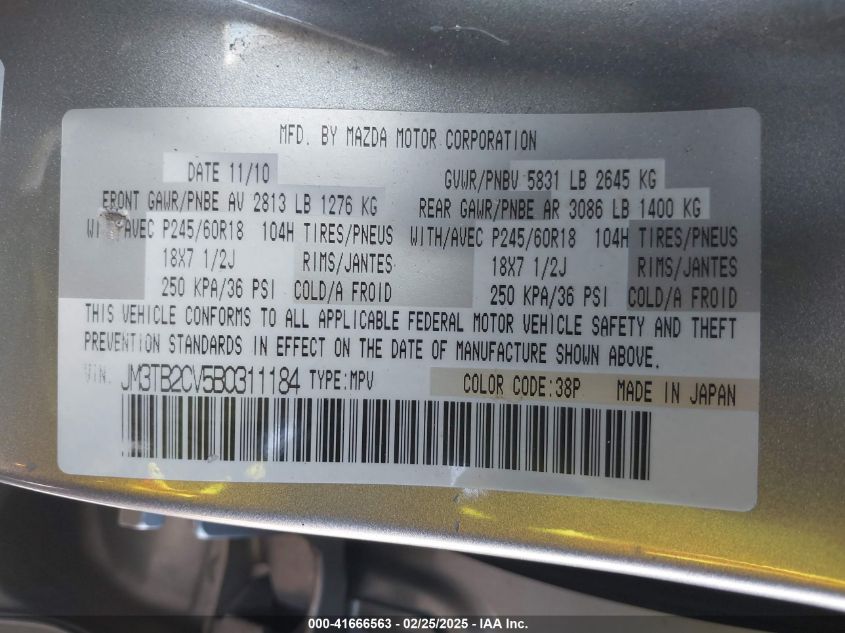 MFD. BY MAZDA MOTOR CORPORATION
DATE 11/10 GVWR/PNBV 5831 LB 2645 KG
FRONT GAWR/PNBE AV 2813 LB 1276 KG REAR GAWR/PNBE AR 3086 LB 1400 KG
WITH/AVEC P245/60R18 104H TIRES/PNEUS WITH/AVEC P245/60R18 104H TIRES/PNEUS
18X7 1/2J RIMS/JANTES 18X7 1/2J RIMS/JANTES
250 KPA/36 PSI COLD/A FROID 250 KPA/36 PSI COLD/A FROID
THIS VEHICLE CONFORMS TO ALL APPLICABLE FEDERAL MOTOR VEHICLE SAFETY AND THEFT
PREVENTION STANDARDS IN EFFECT ON THE DATE OF MANUFACTURE SHOWN ABOVE.
VIN. JM3TB2CV5B0311184 TYPE:MPV COLOR CODE:38P MADE IN JAPAN
000-41666563 - 02/25/2025 - IAA Inc.